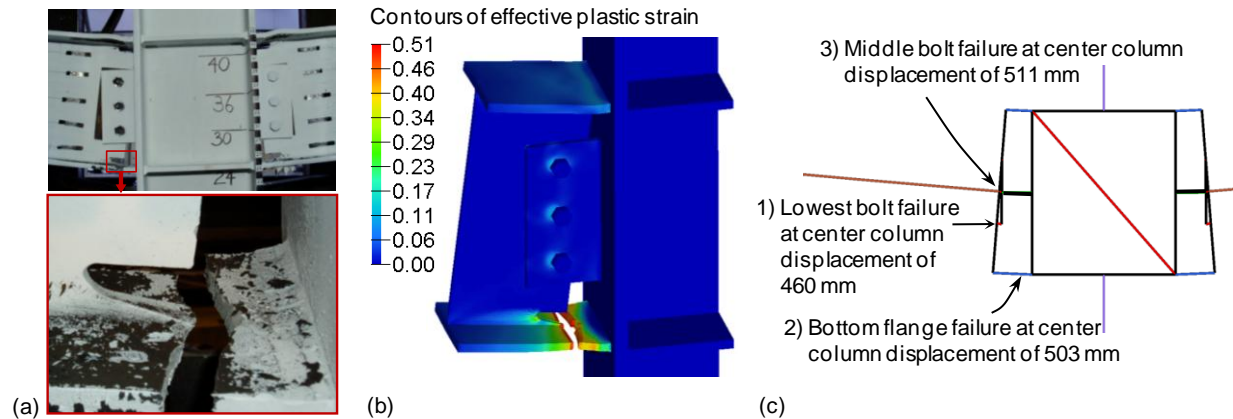 Contours of effective plastic strain
0.51
0.46
0.40
0.34
0.29
0.23
0.17
0.11
0.06
0.00
40
36
30
24
3) Middle bolt failure at center column
displacement of 511 mm
1) Lowest bolt failure
at center column
displacement of
460 mm
2) Bottom flange failure at center
column displacement of 503 mm
(a)
(b)
(c)